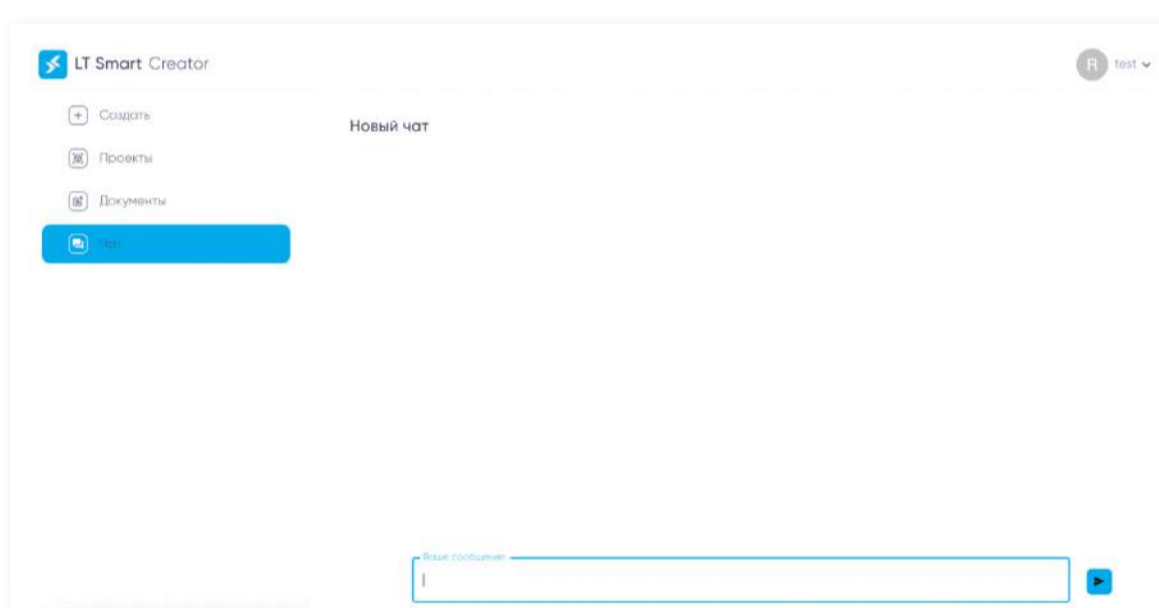 LT Smart Creator
R test
Создать
Новый чат
Проекты
Документы
Чат
Ваше сообщение